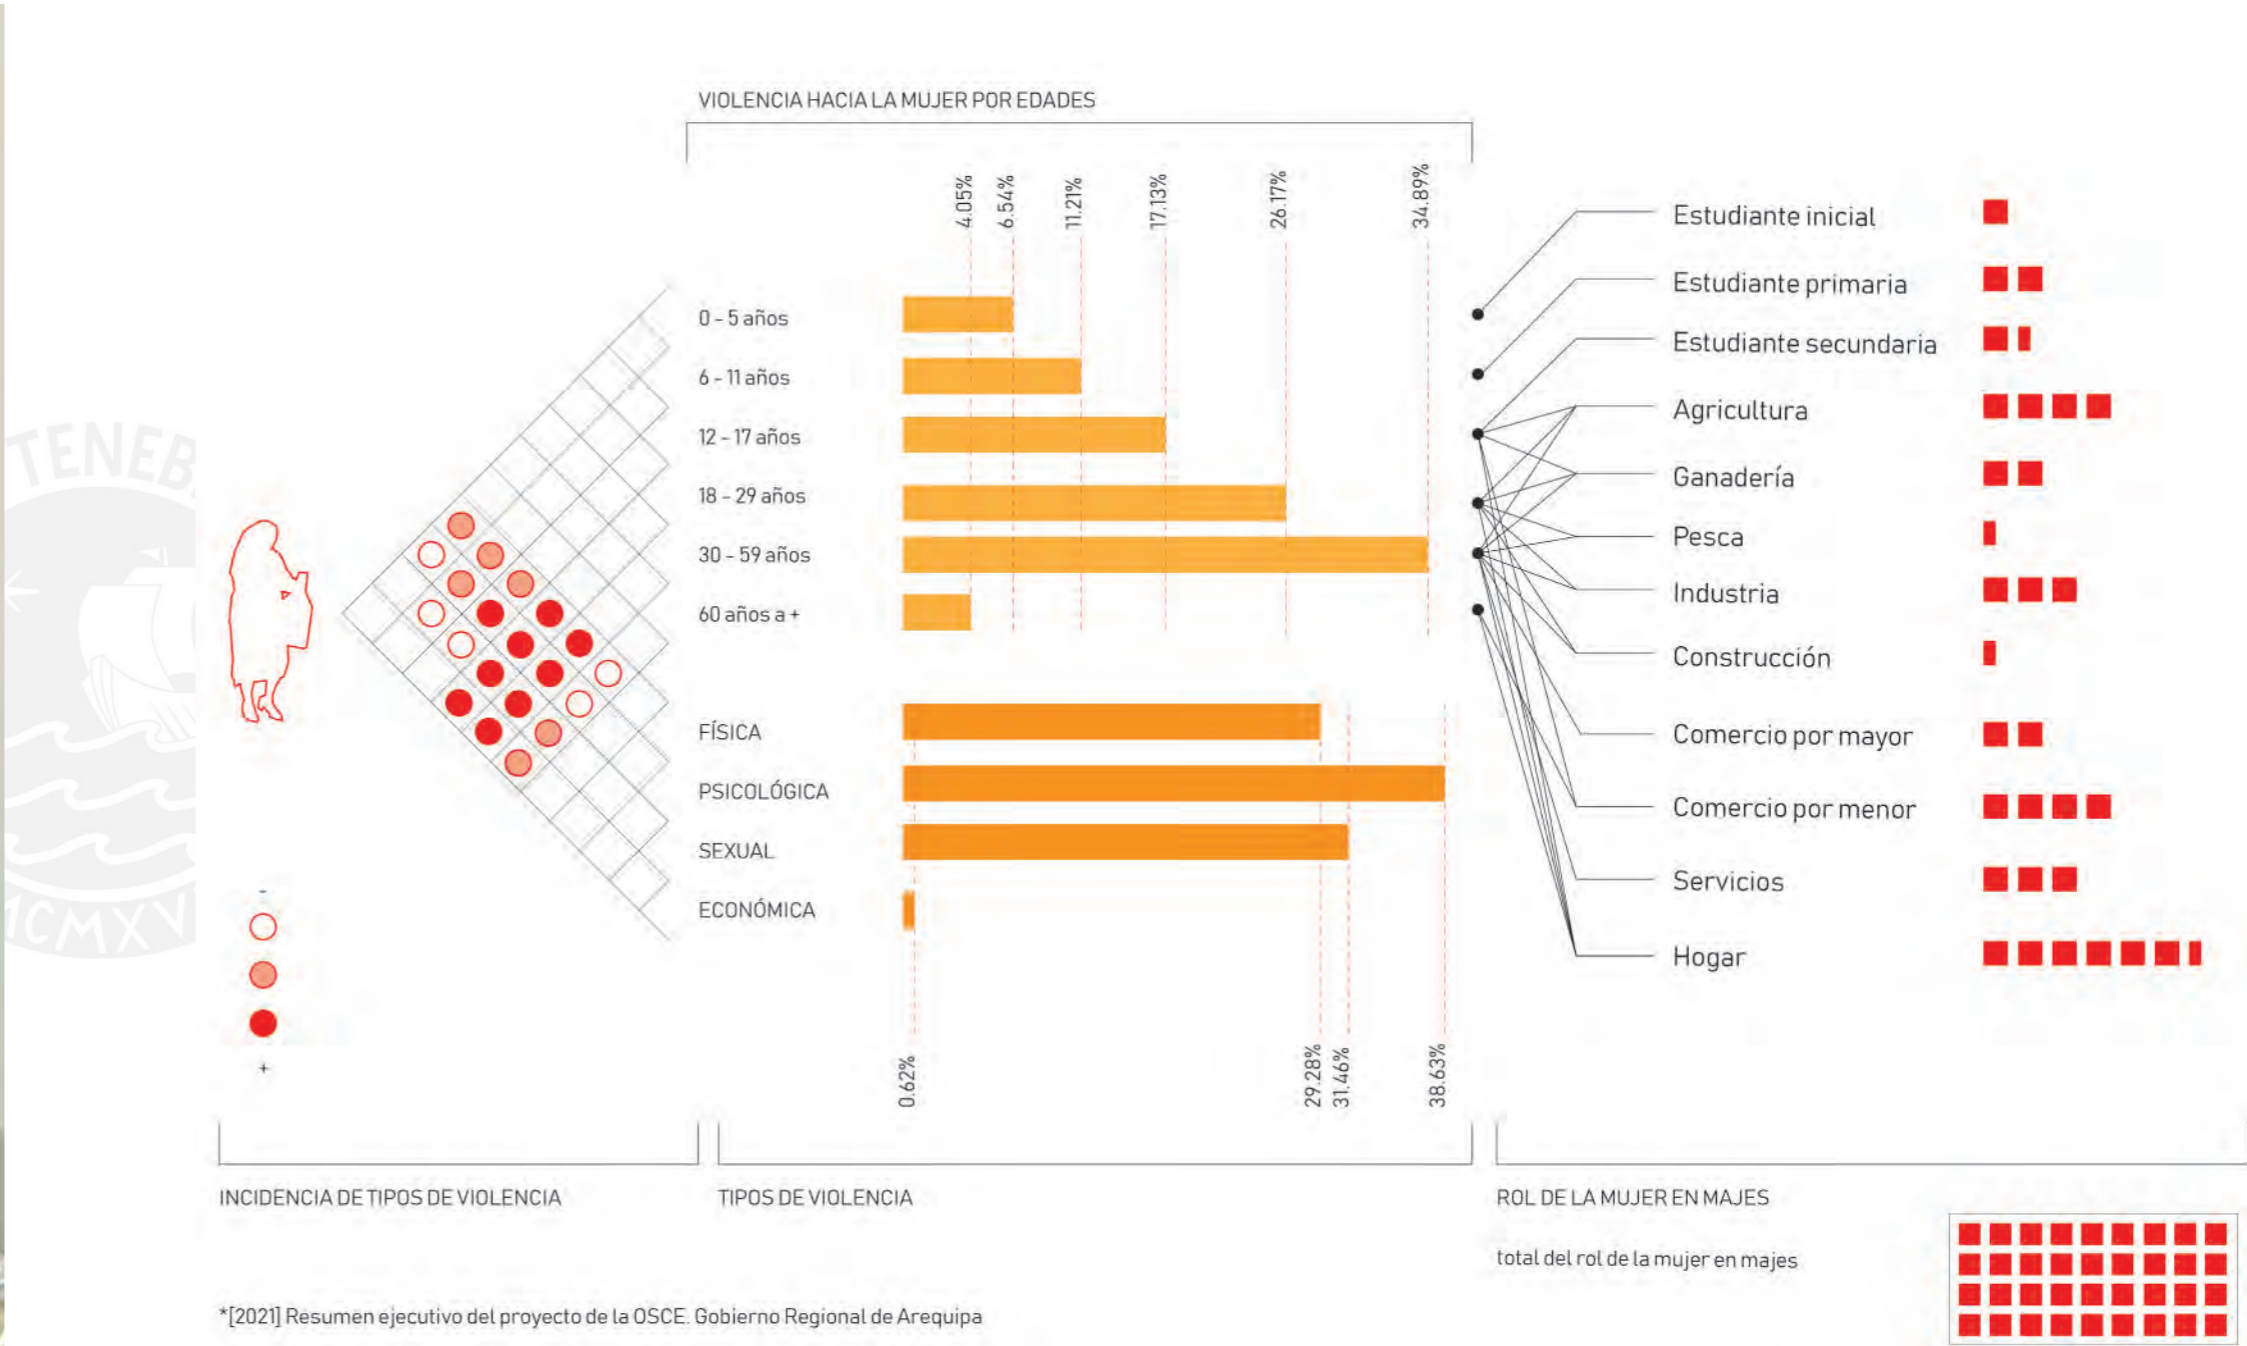 VIOLENCIA HACIA LA MUJER POR EDADES
4.05%
6.54%
11.21%
17.13%
26.17%
34.89%
0 - 5 años
6 - 11 años
12 - 17 años
18 - 29 años
30 - 59 años
60 años a +
FÍSICA
PSICOLÓGICA
SEXUAL
ECONÓMICA
0.62%
29.28%
31.46%
38.63%
Estudiante inicial
Estudiante primaria
Estudiante secundaria
Agricultura
Ganadería
Pesca
Industria
Construcción
Comercio por mayor
Comercio por menor
Servicios
Hogar
-
+
INCIDENCIA DE TIPOS DE VIOLENCIA
TIPOS DE VIOLENCIA
ROL DE LA MUJER EN MAJES
total del rol de la mujer en majes
*[2021] Resumen ejecutivo del proyecto de la OSCE. Gobierno Regional de Arequipa